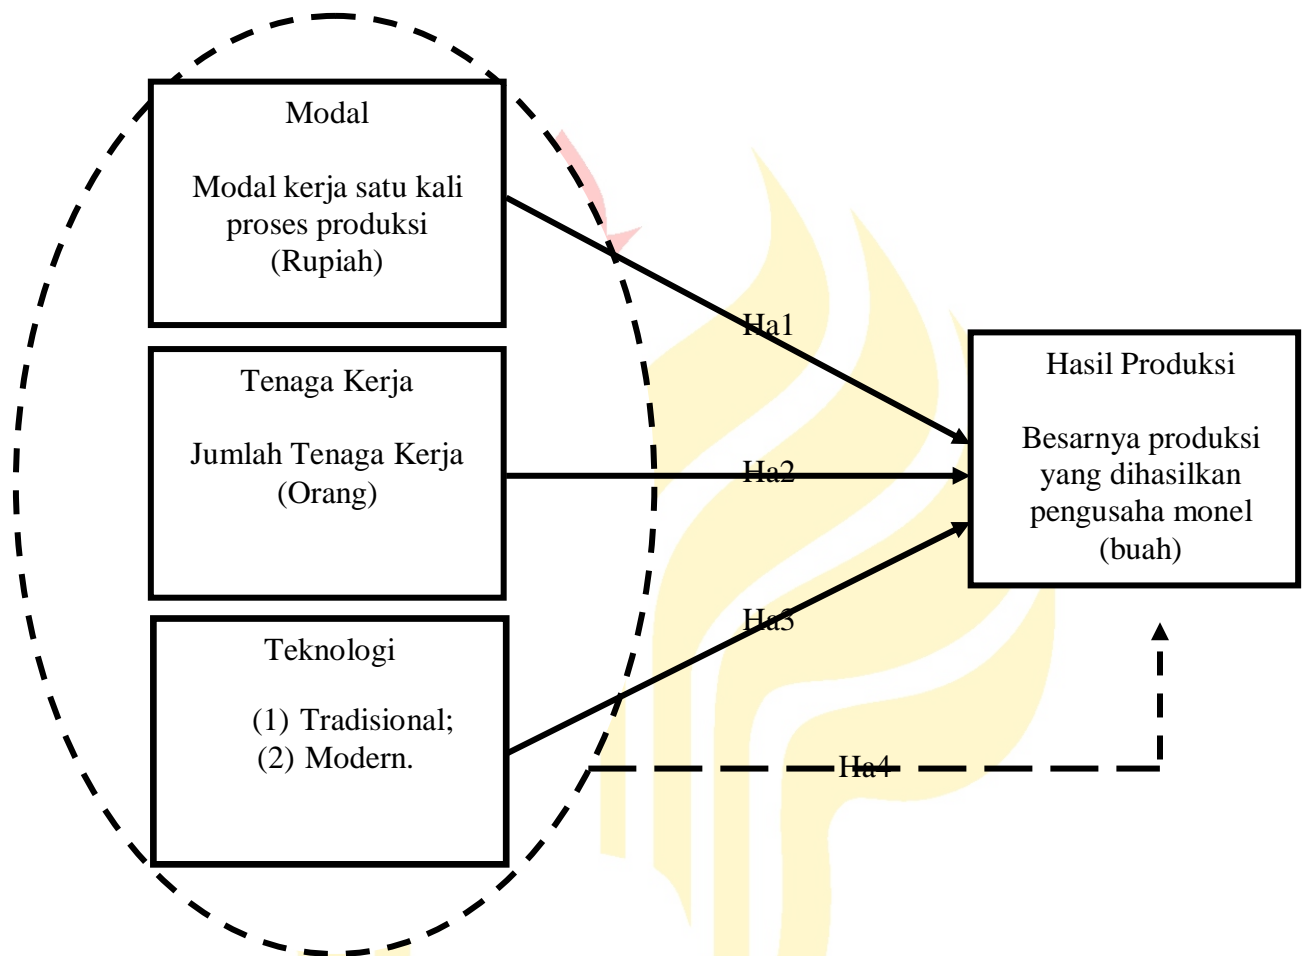 Modal
Modal kerja satu kali
proses produksi
(Rupiah)
Tenaga Kerja
Jumlah Tenaga Kerja
(Orang)
Teknologi
(1) Tradisional;
(2) Modern.
Ha1
Ha2
Ha3
Ha4
Hasil Produksi
Besarnya produksi
yang dihasilkan
pengusaha monel
(buah)